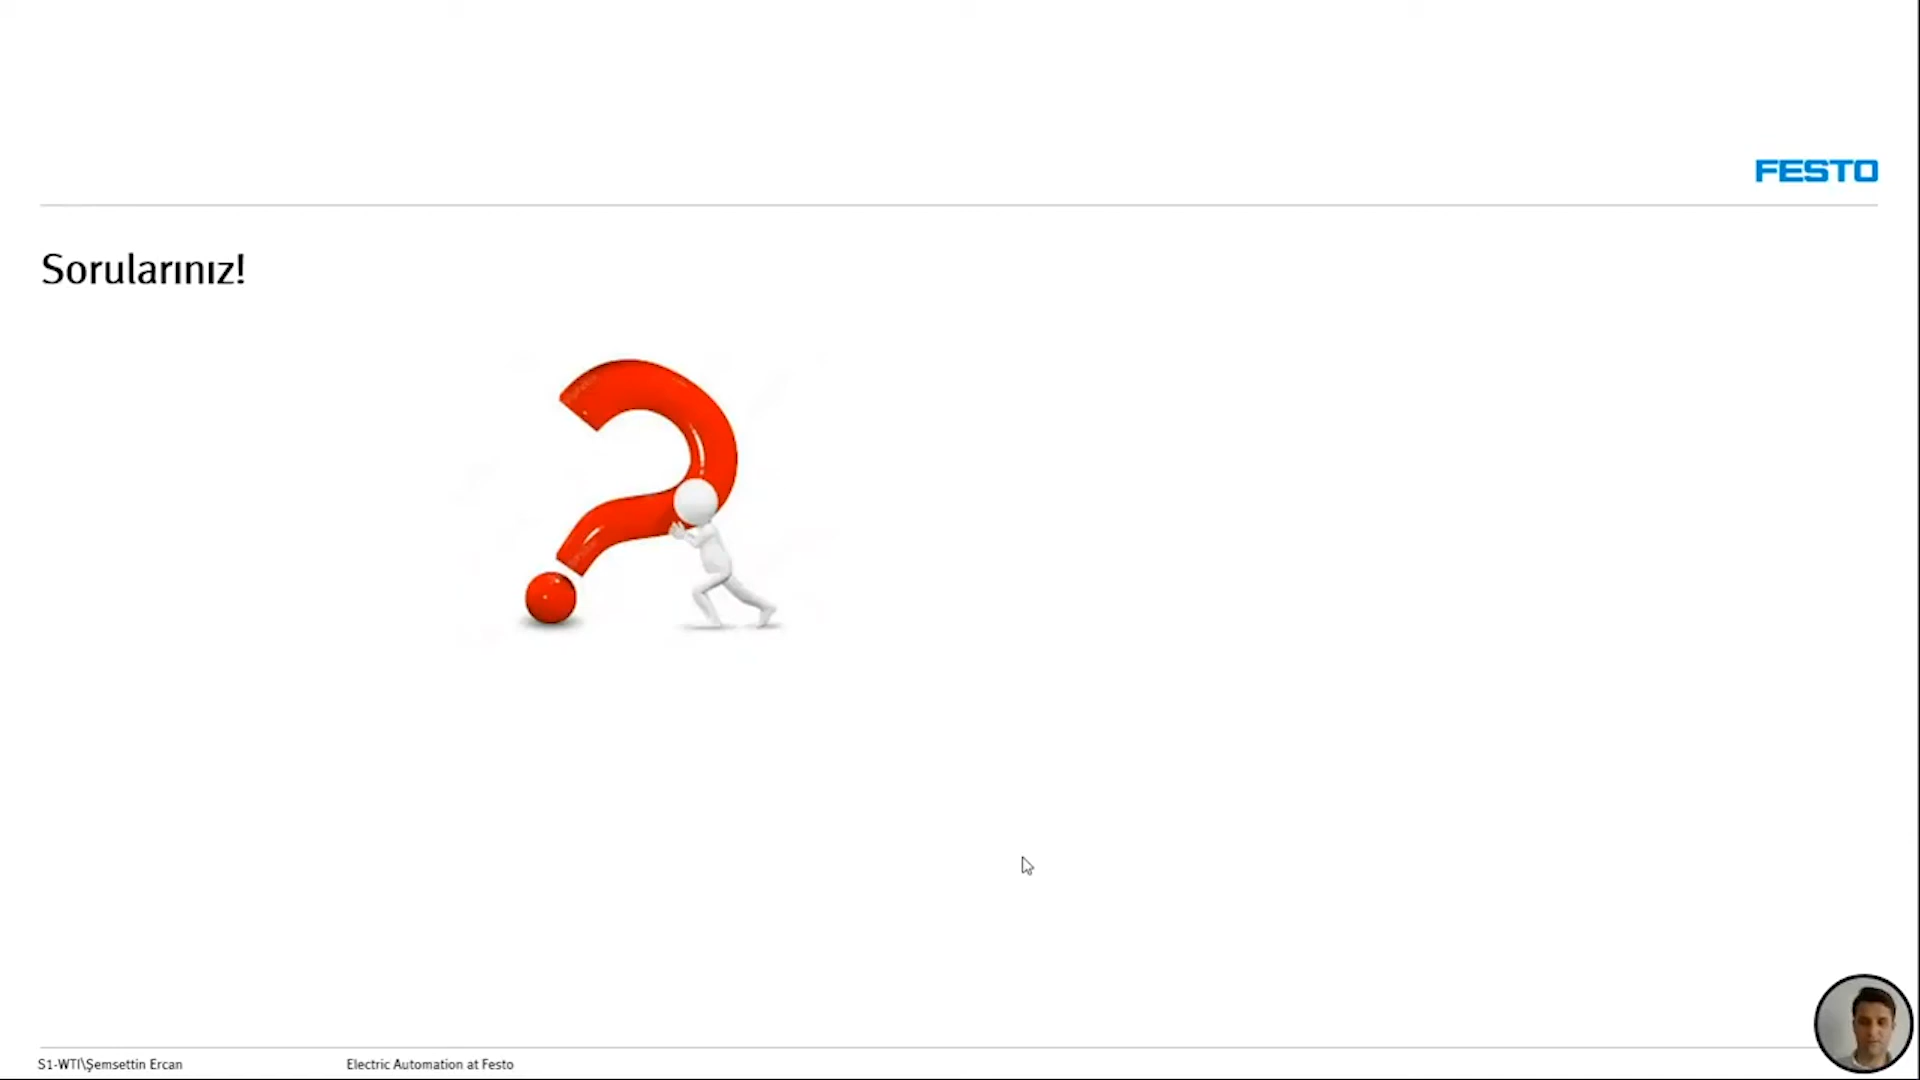 FESTO
Sorularınız!
S1-WTI\Şemsettin Ercan
Electric Automation at Festo